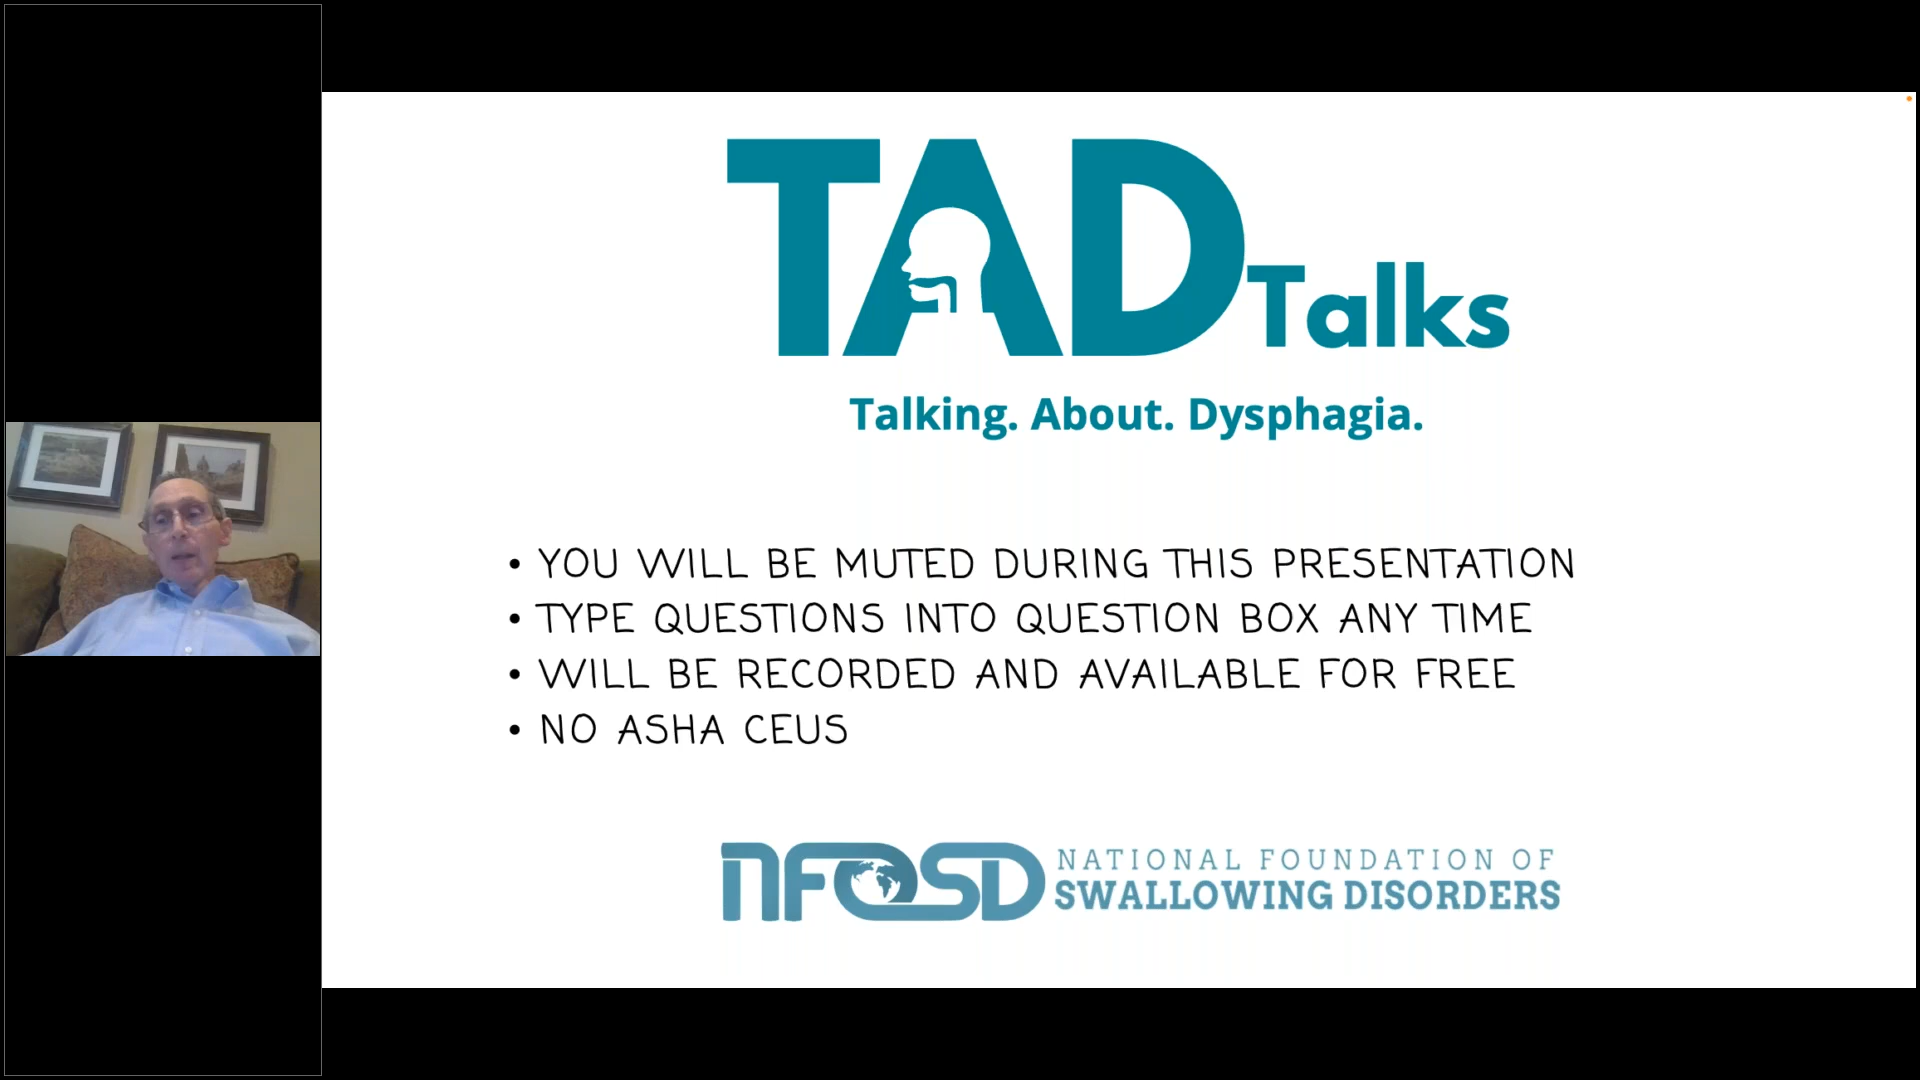 TAD Talks
Talking. About. Dysphagia.
• YOU WILL BE MUTED DURING THIS PRESENTATION
• TYPE QUESTIONS INTO QUESTION BOX ANY TIME
• WILL BE RECORDED AND AVAILABLE FOR FREE
• NO ASHA CEUS
NFOSD NATIONAL FOUNDATION OF
SWALLOWING DISORDERS